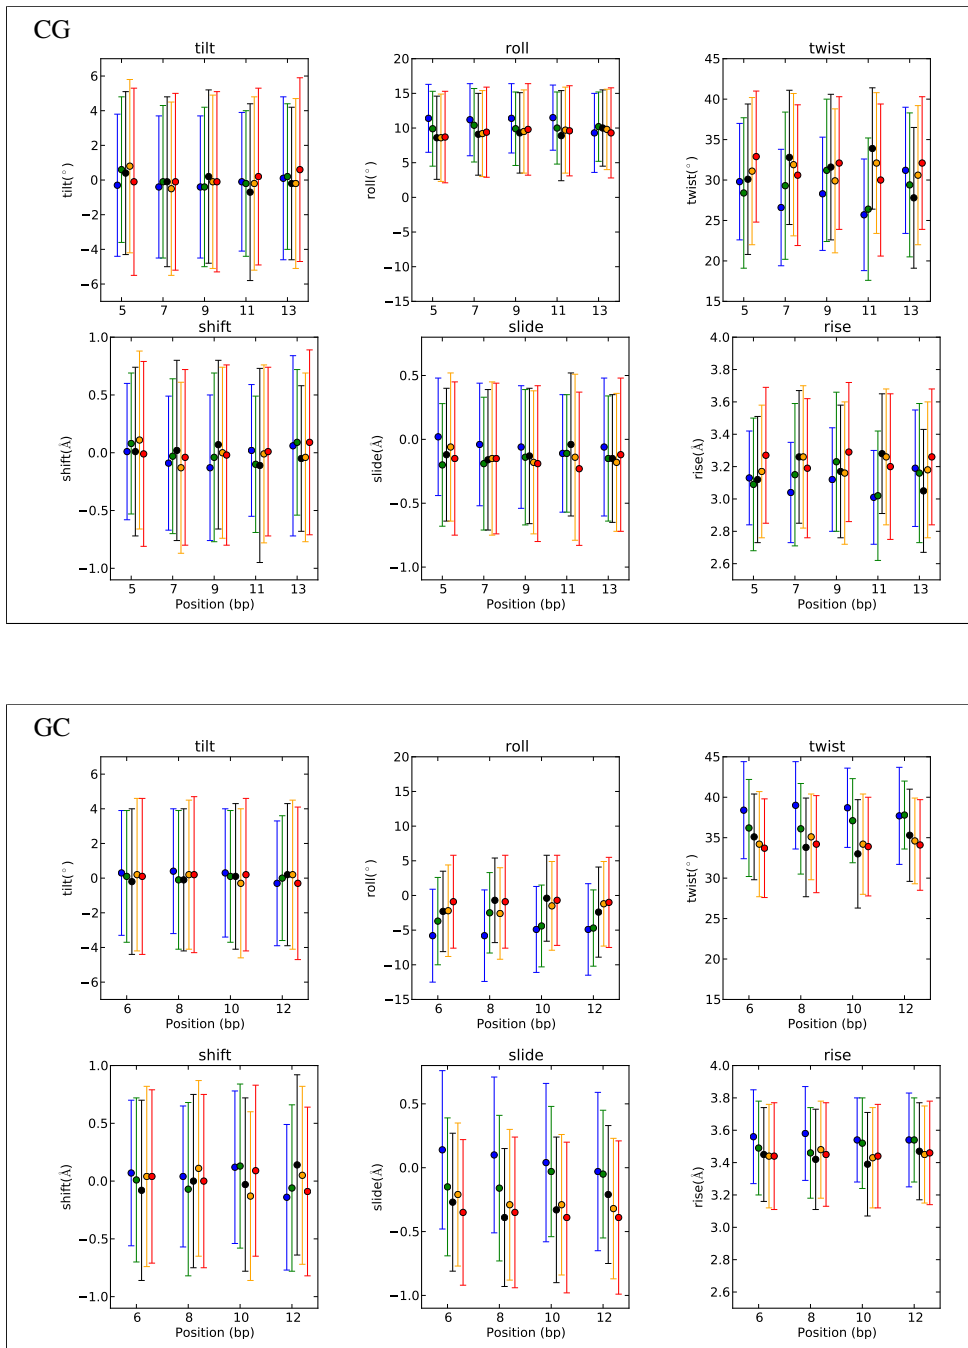 CG
tilt
roll
twist
tilt(°)
6
4
2
0
−2
−4
−6
5 7 9 11 13
roll(°)
20
15
10
5
0
−5
−10
−15
5 7 9 11 13
twist(°)
45
40
35
30
25
20
15
5 7 9 11 13
shift
slide
rise
shift(Å)
1.0
0.5
0.0
−0.5
−1.0
5 7 9 11 13
Position (bp)
slide(Å)
0.5
0.0
−0.5
−1.0
5 7 9 11 13
Position (bp)
rise(Å)
4.0
3.8
3.6
3.4
3.2
3.0
2.8
2.6
5 7 9 11 13
Position (bp)
GC
tilt
roll
twist
tilt(°)
6
4
2
0
−2
−4
−6
6 8 10 12
Position (bp)
roll(°)
20
15
10
5
0
−5
−10
−15
6 8 10 12
Position (bp)
twist(°)
45
40
35
30
25
20
15
6 8 10 12
Position (bp)
shift
slide
rise
shift(Å)
1.0
0.5
0.0
−0.5
−1.0
6 8 10 12
Position (bp)
slide(Å)
0.5
0.0
−0.5
−1.0
6 8 10 12
Position (bp)
rise(Å)
4.0
3.8
3.6
3.4
3.2
3.0
2.8
2.6
6 8 10 12
Position (bp)